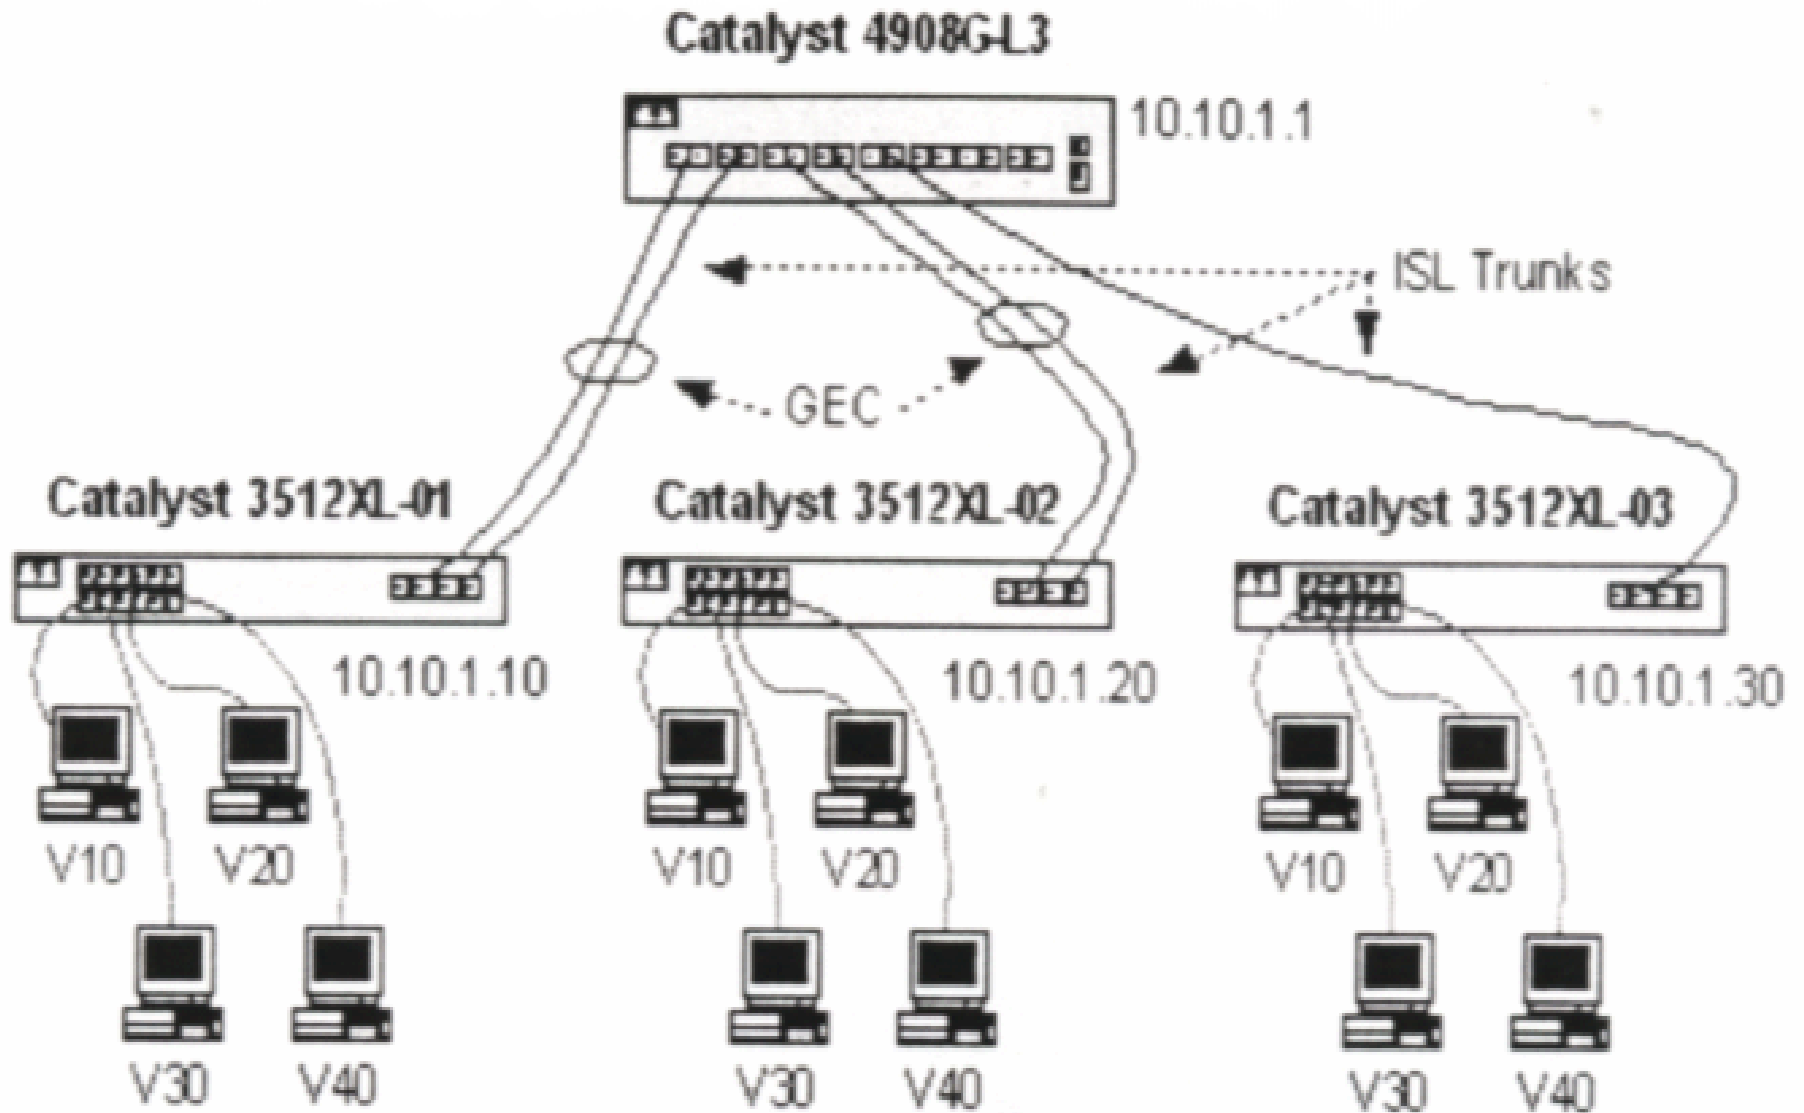 Catalyst 4908G-L3
10.10.1.1
ISL Trunks
GEC
Catalyst 3512XL-01
Catalyst 3512XL-02
Catalyst 3512XL-03
10.10.1.10
10.10.1.20
10.10.1.30
V10
V20
V10
V20
V10
V20
V30
V40
V30
V40
V30
V40